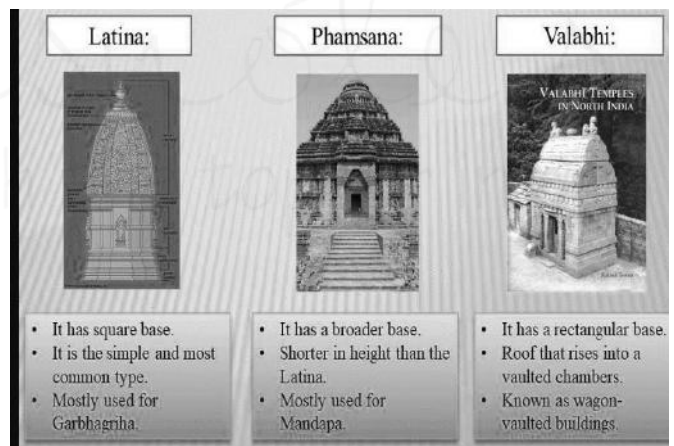 Latina:
Phamsana:
Valabhi:
VALABHI TEMPLES
IN NORTH INDIA
• It has square base.
• It is the simple and most
common type.
• Mostly used for
Garbhagriha.
• It has a broader base.
• Shorter in height than the
Latina.
• Mostly used for
Mandapa.
• It has a rectangular base.
• Roof that rises into a
vaulted chambers.
• Known as wagon-
vaulted buildings.